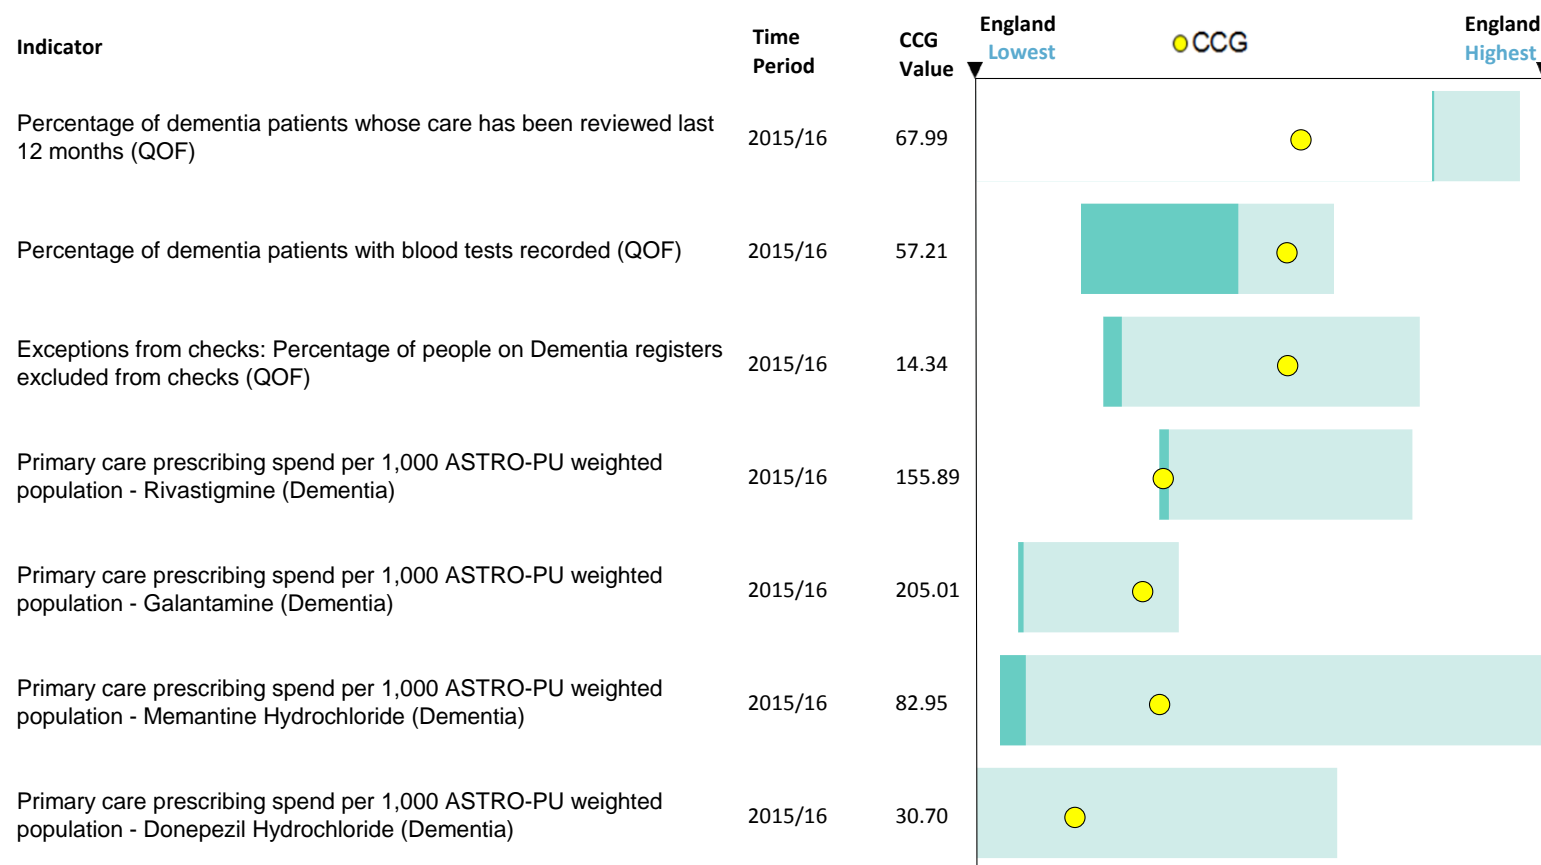 Indicator
Time
Period
CCG
Value
England
Lowest
CCG
England
Highest
Percentage of dementia patients whose care has been reviewed last
12 months (QOF)
2015/16
67.99
Percentage of dementia patients with blood tests recorded (QOF)
2015/16
57.21
Exceptions from checks: Percentage of people on Dementia registers
excluded from checks (QOF)
2015/16
14.34
Primary care prescribing spend per 1,000 ASTRO-PU weighted
population - Rivastigmine (Dementia)
2015/16
155.89
Primary care prescribing spend per 1,000 ASTRO-PU weighted
population - Galantamine (Dementia)
2015/16
205.01
Primary care prescribing spend per 1,000 ASTRO-PU weighted
population - Memantine Hydrochloride (Dementia)
2015/16
82.95
Primary care prescribing spend per 1,000 ASTRO-PU weighted
population - Donepezil Hydrochloride (Dementia)
2015/16
30.70